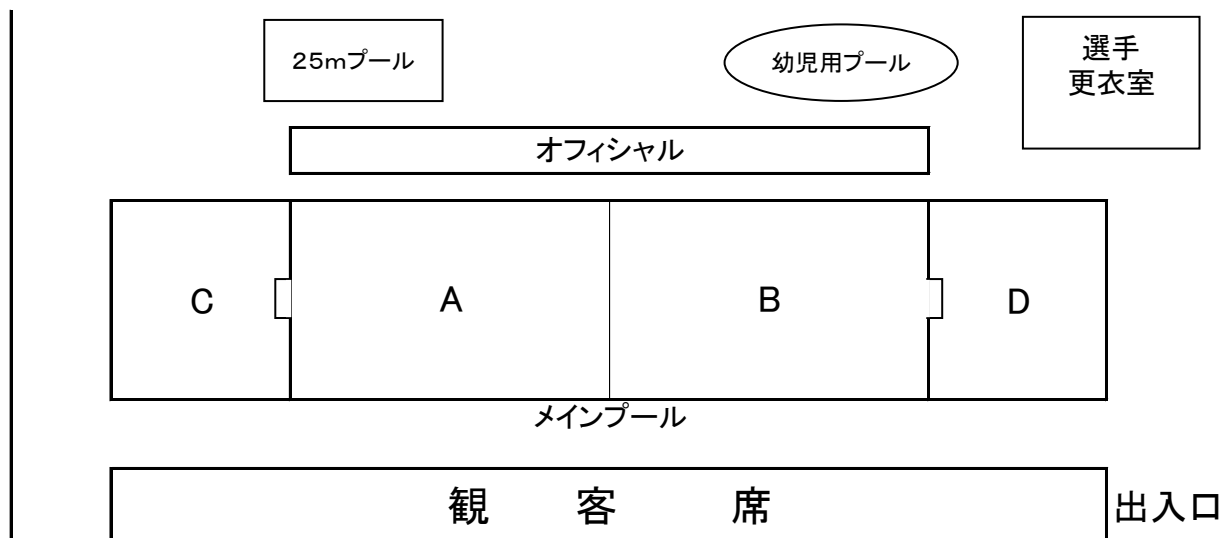 25mプール
幼児用プール
選手
更衣室
オフィシャル
C
A
B
D
メインプール
観 客 席
出入口